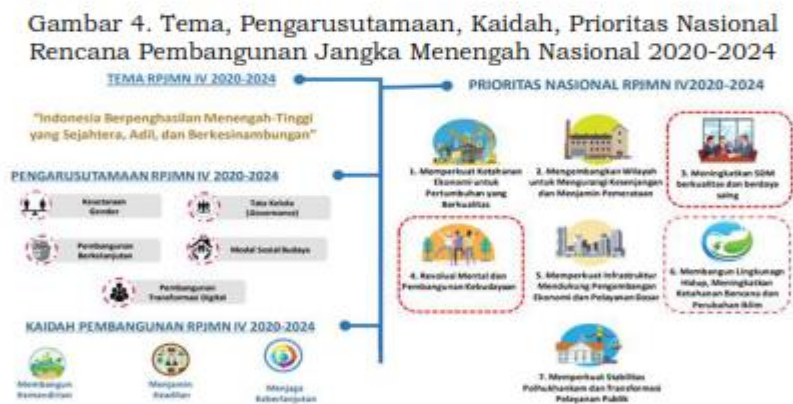 Gambar 4. Tema, Pengarusutamaan, Kaidah, Prioritas Nasional
Rencana Pembangunan Jangka Menengah Nasional 2020-2024
TEMA RPJMN IV 2020-2024
"Indonesia Berpenghasilan Menengah-Tinggi
yang Sejahtera, Adil, dan Berkesinambungan"
PENGARUSUTAMAAN RPJMN IV 2020-2024
Kesetaraan
Gender
Tata Kelola
(Governance)
Pembangunan
Berkelanjutan
Modal Sosial Budaya
Pembangunan
Transformasi Digital
KAIDAH PEMBANGUNAN RPJMN IV 2020-2024
Membangun
Kemandirian
Menjamin
Keadilan
Menjaga
Keberlanjutan
PRIORITAS NASIONAL RPJMN IV2020-2024
1. Memperkuat Ketahanan
Ekonomi untuk
Pertumbuhan yang
Berkualitas
2. Mengembangkan Wilayah
untuk Mengurangi Kesenjangan
dan Menjamin Pemerataan
3. Meningkatkan SDM
berkualitas dan berdaya
saing
4. Revolusi Mental dan
Pembangunan Kebudayaan
5. Memperkuat Infrastruktur
Mendukung Pengembangan
Ekonomi dan Pelayanan Dasar
6. Membangun Lingkunagn
Hidup, Meningkatkan
Ketahanan Bencana dan
Perubahan Iklim
7. Memperkuat Stabilitas
Polhukhankam dan Transformasi
Pelayanan Publik